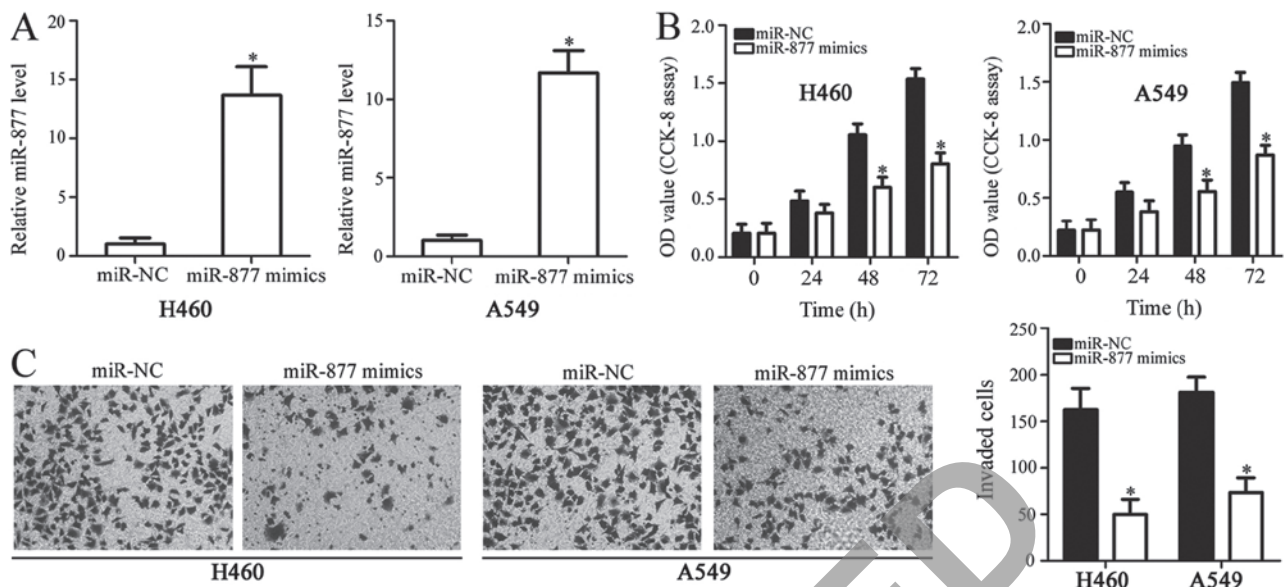 A
Relative miR-877 level
20
15
10
5
0
*
miR-NC
miR-877 mimics
H460
Relative miR-877 level
15
10
5
0
*
miR-NC
miR-877 mimics
A549
B
OD value (CCK-8 assay)
2.0
1.5
1.0
0.5
0.0
miR-NC
miR-877 mimics
H460
*
*
0 24 48 72
Time (h)
OD value (CCK-8 assay)
2.0
1.5
1.0
0.5
0.0
miR-NC
miR-877 mimics
A549
*
*
0 24 48 72
Time (h)
C
miR-NC
miR-877 mimics
miR-NC
miR-877 mimics
H460
A549
Invaded cells
250
200
150
100
50
0
miR-NC
miR-877 mimics
*
*
H460 A549